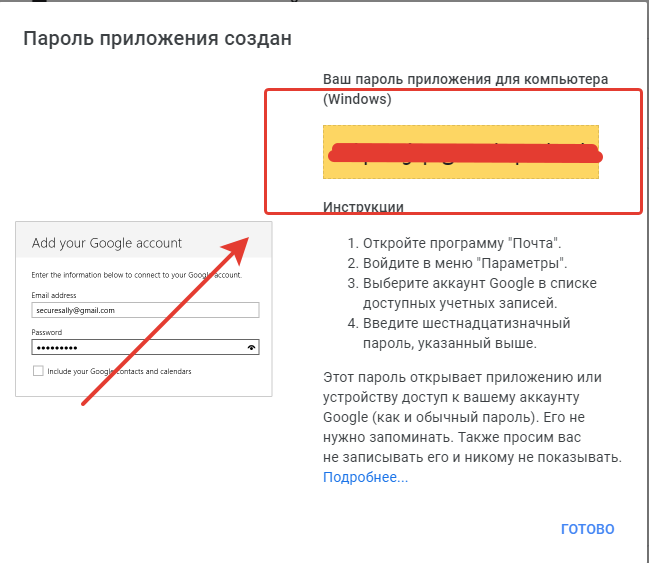 Пароль приложения создан
Ваш пароль приложения для компьютера
(Windows)
Инструкции
1. Откройте программу "Почта".
2. Войдите в меню "Параметры".
3. Выберите аккаунт Google в списке
доступных учетных записей.
4. Введите шестнадцатизначный
пароль, указанный выше.
Add your Google account
Enter the information below to connect to your Google account.
Email address
securesally@gmail.com
Password
Include your Google contacts and calendars
Этот пароль открывает приложению или
устройству доступ к вашему аккаунту
Google (как и обычный пароль). Его не
нужно запоминать. Также просим вас
не записывать его и никому не показывать.
Подробнее...
ГОТОВО